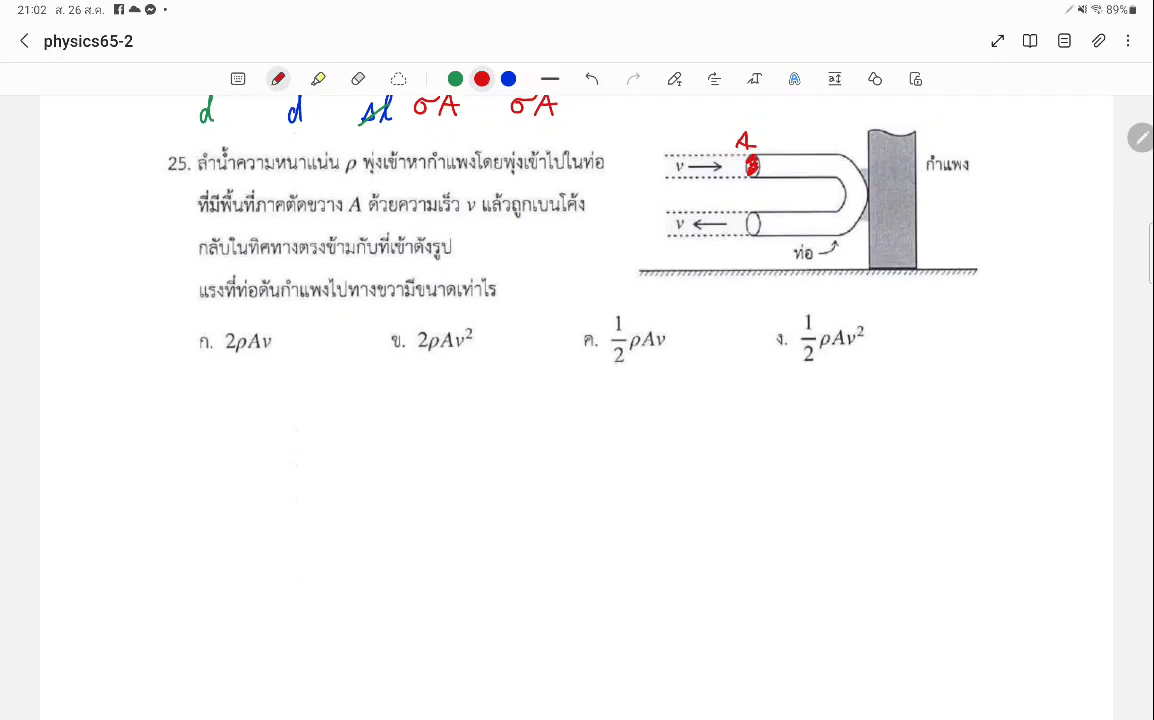 21:02 ส. 26 ส.ค.
89%
physics65-2
d d Δl σA σA
25. ลำน้ำความหนาแน่น ρ พุ่งเข้าหากำแพงโดยพุ่งเข้าไปในท่อ
ที่มีพื้นที่ภาคตัดขวาง A ด้วยความเร็ว v แล้วถูกเบนโค้ง
กลับในทิศทางตรงข้ามกับที่เข้าดังรูป
แรงที่ท่อดันกำแพงไปทางขวามีขนาดเท่าไร
A
v
v
ท่อ
กำแพง
ก. 2ρAv ข. 2ρAv² ค. 1/2 ρAv ง. 1/2 ρAv²